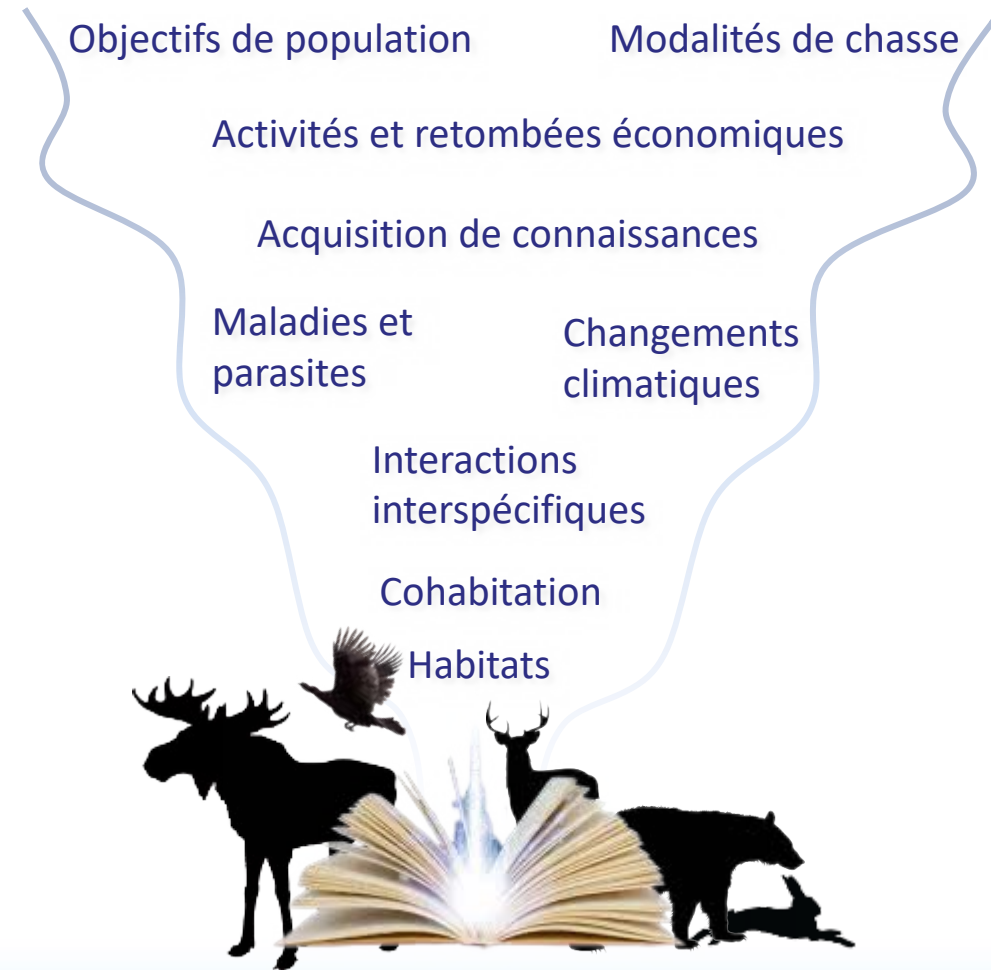 Objectifs de population
Modalités de chasse
Activités et retombées économiques
Acquisition de connaissances
Maladies et
parasites
Changements
climatiques
Interactions
interspécifiques
Cohabitation
Habitats